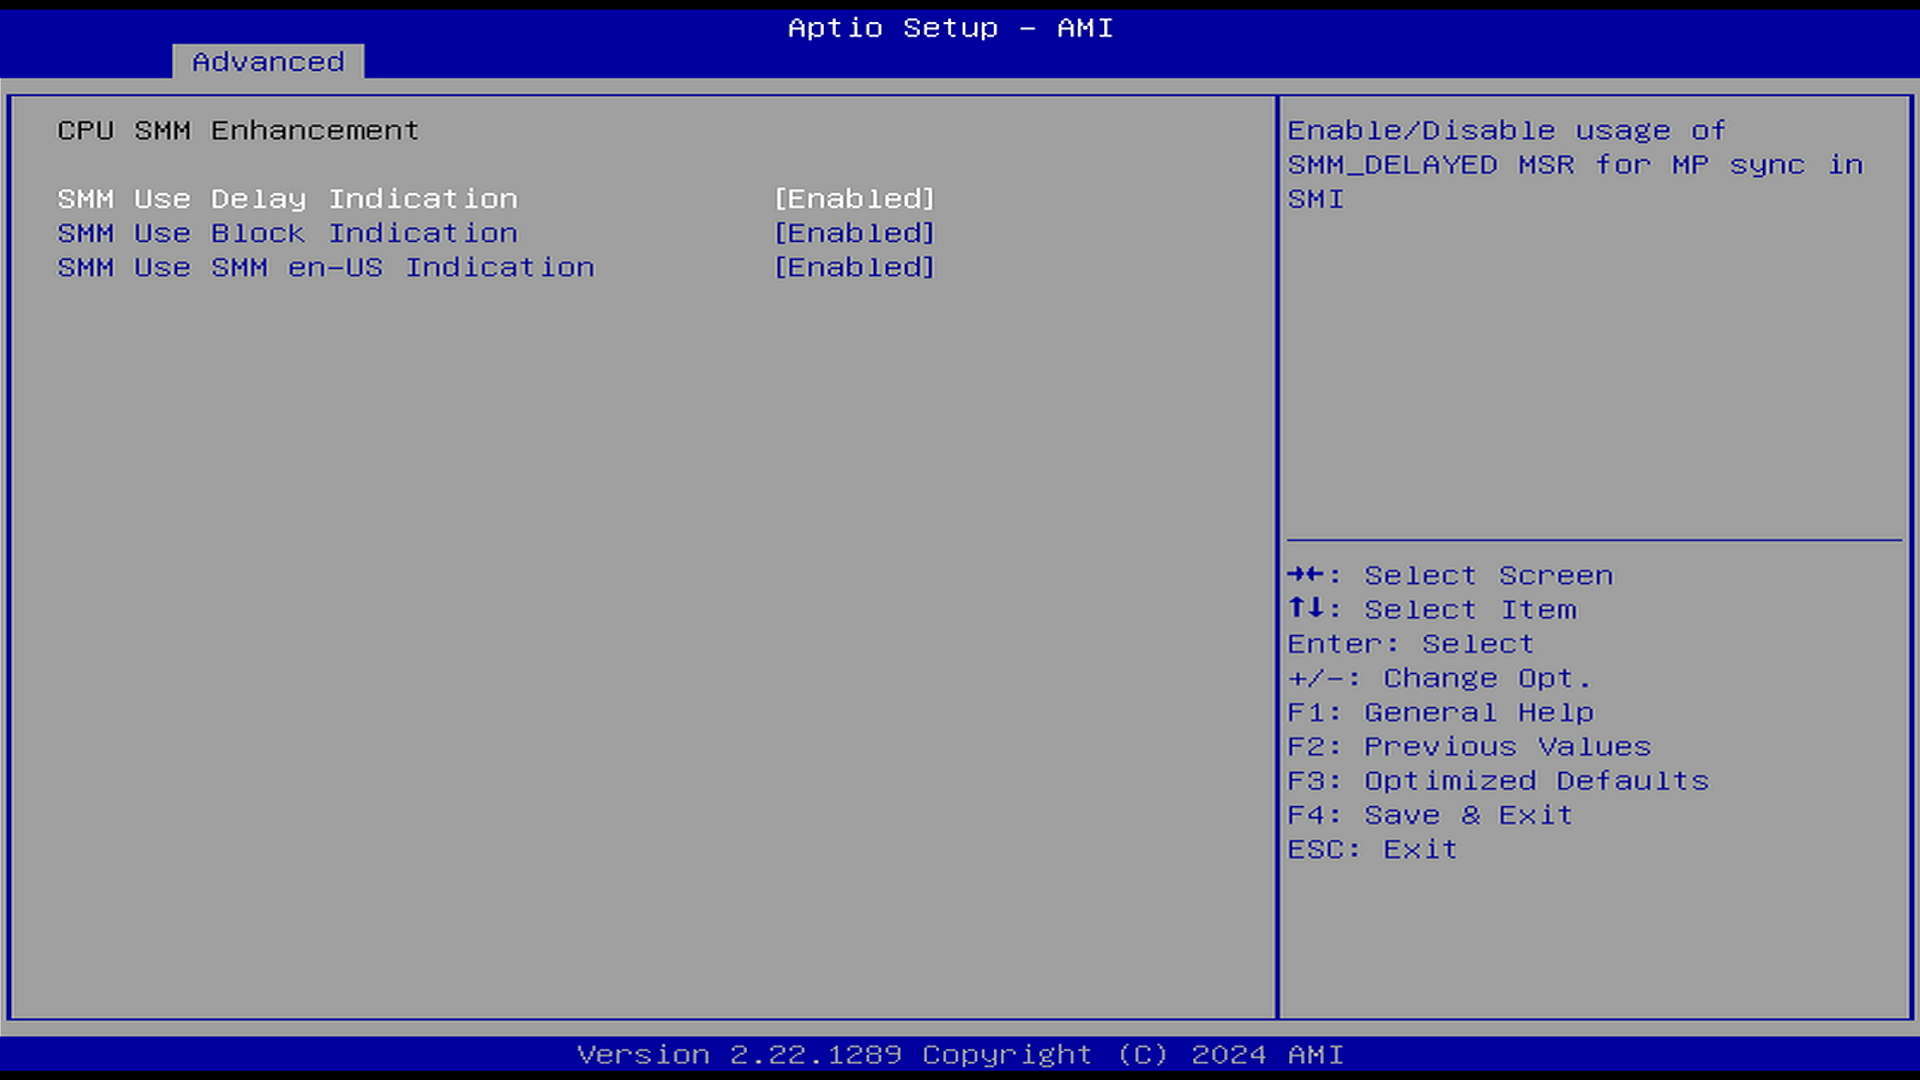 Aptio Setup - AMI
Advanced
CPU SMM Enhancement
SMM Use Delay Indication [Enabled]
SMM Use Block Indication [Enabled]
SMM Use SMM en-US Indication [Enabled]
Enable/Disable usage of
SMM_DELAYED MSR for MP sync in
SMI
→←: Select Screen
↑↓: Select Item
Enter: Select
+/-: Change Opt.
F1: General Help
F2: Previous Values
F3: Optimized Defaults
F4: Save & Exit
ESC: Exit
Version 2.22.1289 Copyright (C) 2024 AMI